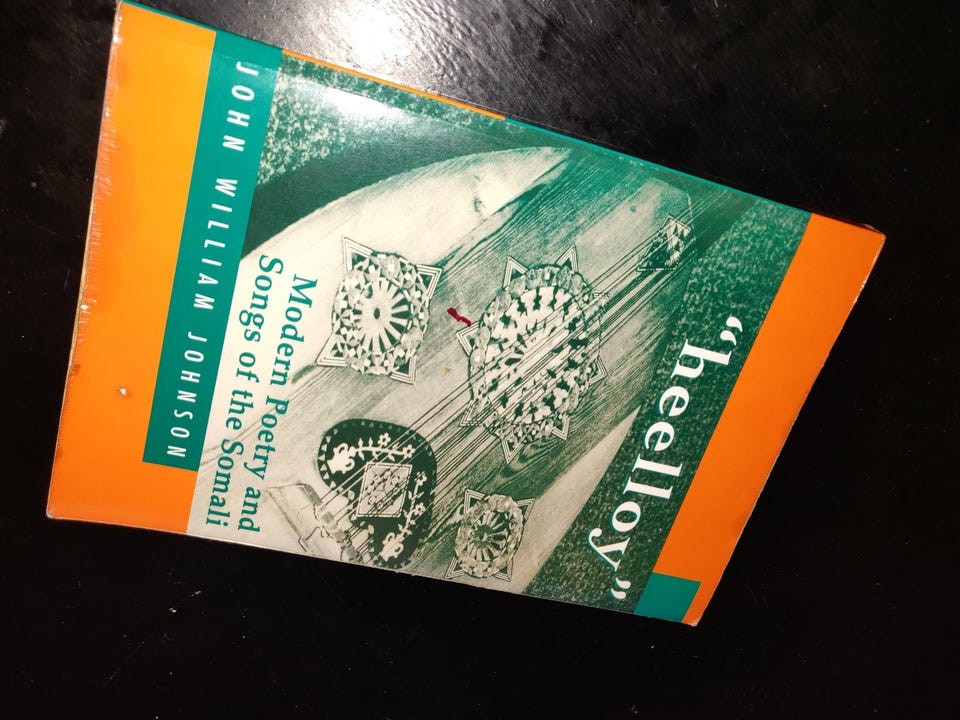 “heelloy”
Modern Poetry and
Songs of the Somali
JOHN WILLIAM JOHNSON